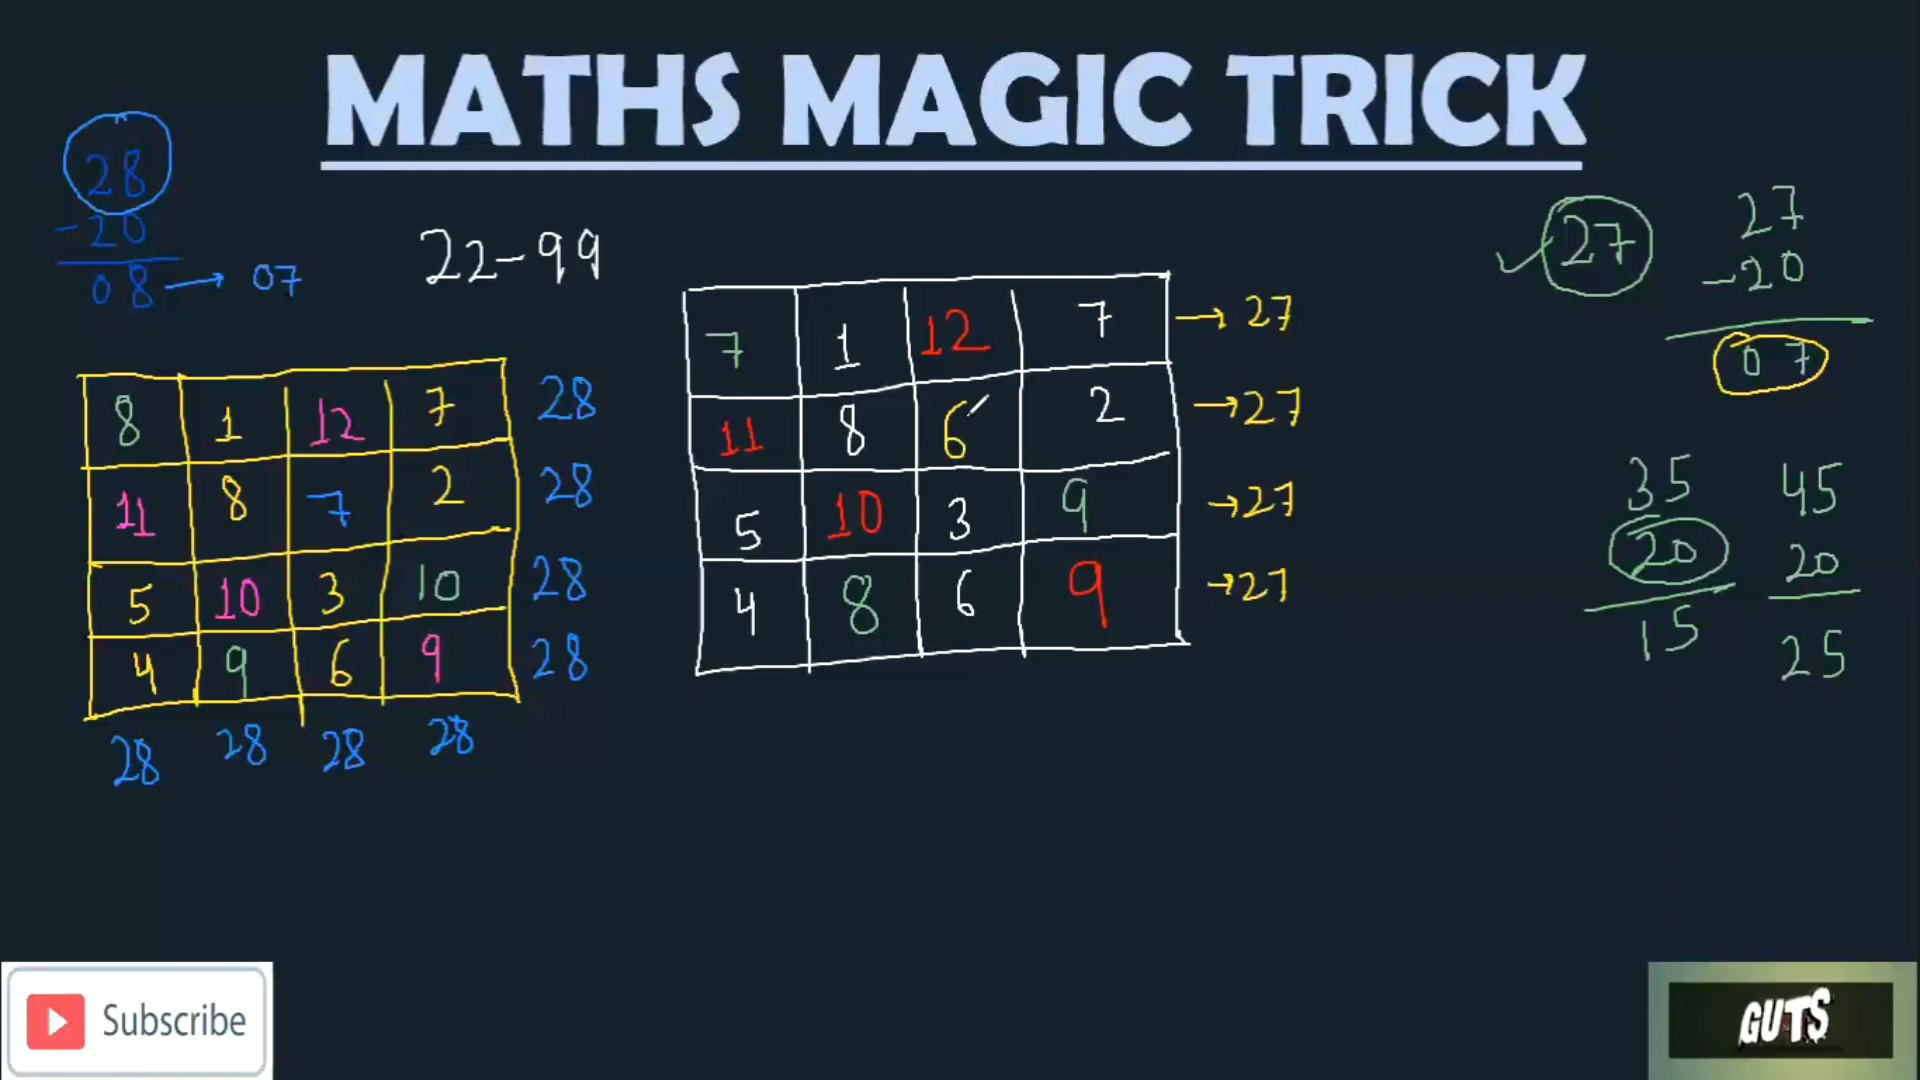 MATHS MAGIC TRICK
28
-20
08 → 07
22-99
8 1 12 7 28
11 8 7 2 28
5 10 3 10 28
4 9 6 9 28
28 28 28 28
7 1 12 7 → 27
11 8 6 2 → 27
5 10 3 9 → 27
4 8 6 9 → 27
✓27
27
-20
07
35
20
15
45
20
25
Subscribe
GUTS